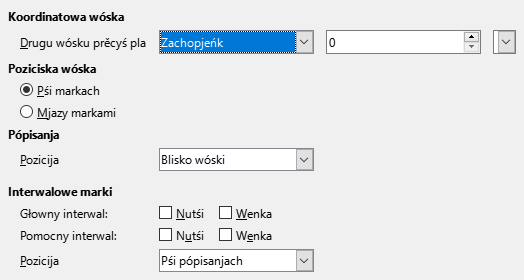 Koordinatowa wóska
Drugu wósku pŕecyś pla Zachopjeńk 0
Poziciska wóska
Pśi markach
Mjazy markami
Pópisanja
Pozicija Blisko wóski
Interwalowe marki
Głowny interwal: Nutśi Wenka
Pomocny interwal: Nutśi Wenka
Pozicija Pśi pópisanjach